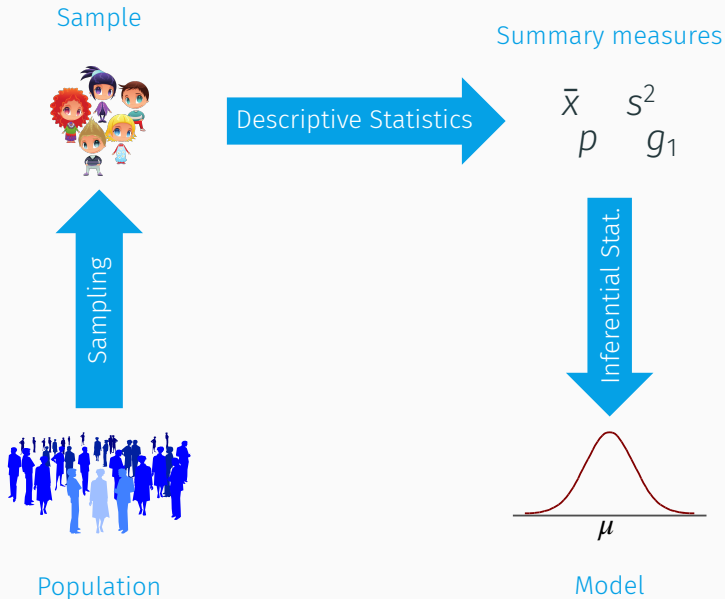 Sample
Summary measures
Descriptive Statistics
x̄ s²
p g₁
Sampling
Inferential Stat.
μ
Population
Model